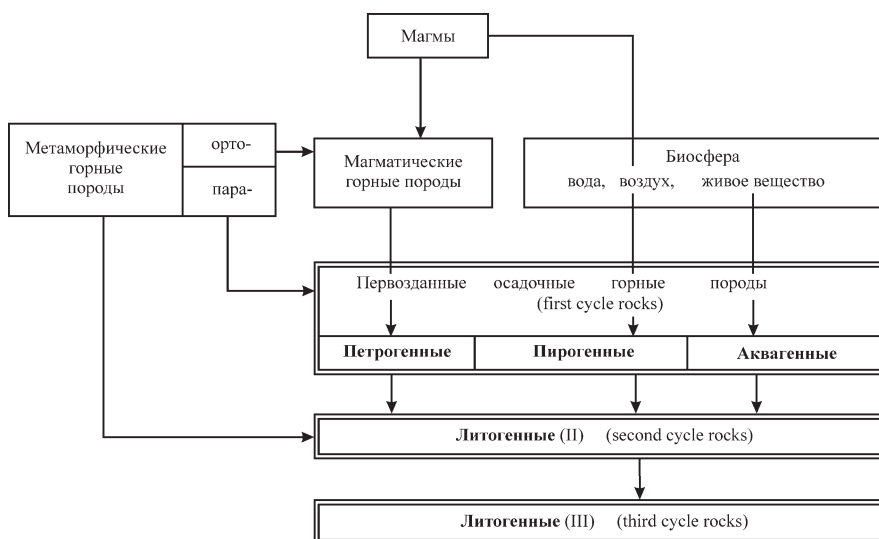 Магмы
Метаморфические
горные
породы
орто-
пара-
Магматические
горные породы
Биосфера
вода, воздух, живое вещество
Первозданные осадочные горные породы
(first cycle rocks)
Петрогенные
Пирогенные
Аквагенные
Литогенные (II) (second cycle rocks)
Литогенные (III) (third cycle rocks)